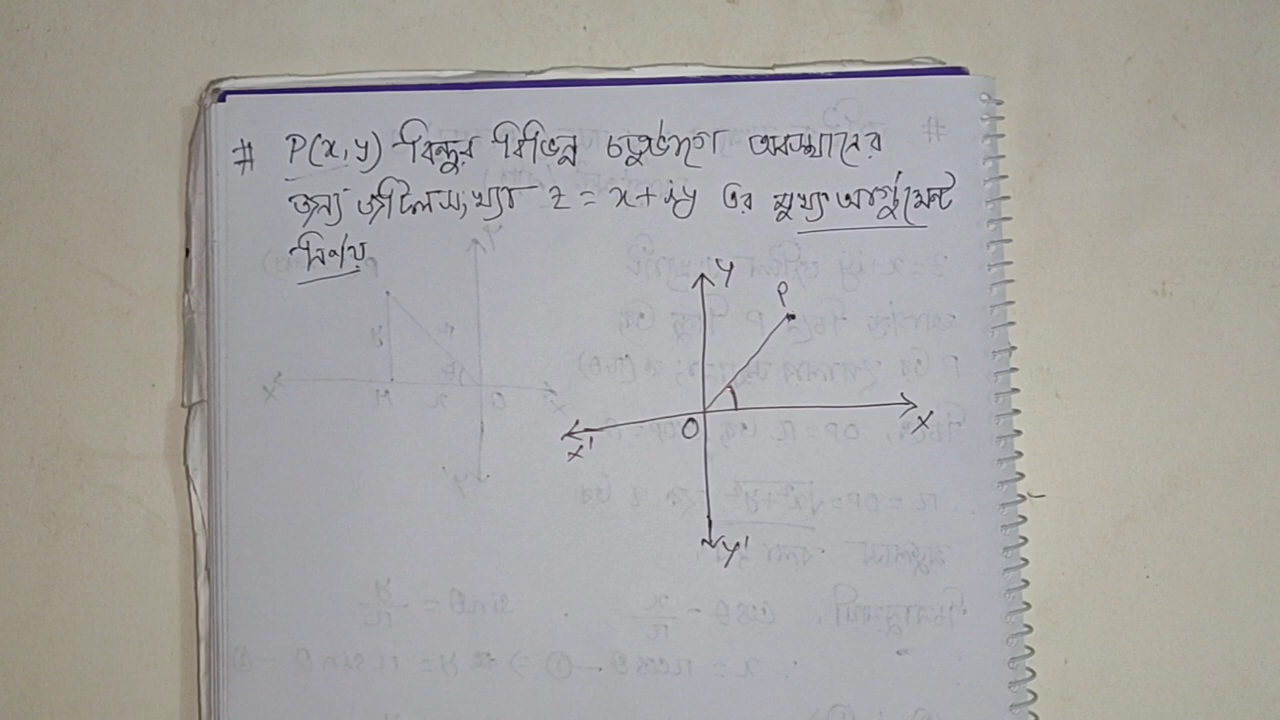 # P(x,y) বিন্দুর বিভিন্ন চতুর্ভাগে অবস্থানের
জন্য জটিলসংখ্যা z = x+iy এর মুখ্য আর্গুমেন্ট
নির্ণয়
Y
P
O
X
X'
Y'